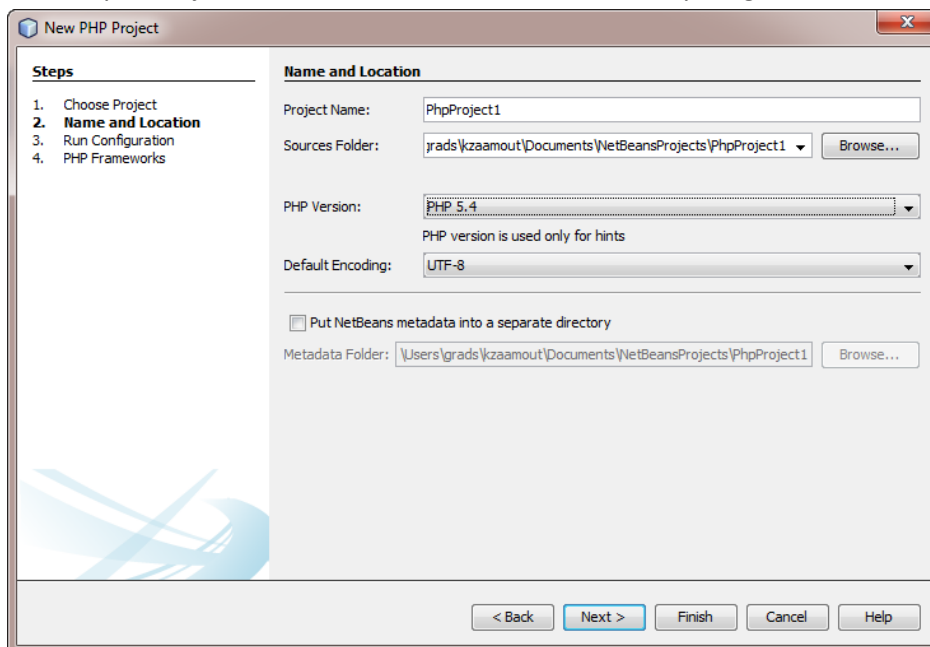 New PHP Project
Steps
1. Choose Project
2. Name and Location
3. Run Configuration
4. PHP Frameworks
Name and Location
Project Name: PhpProject1
Sources Folder: grads\kzaamout\Documents\NetBeansProjects\PhpProject1 Browse...
PHP Version: PHP 5.4
PHP version is used only for hints
Default Encoding: UTF-8
Put NetBeans metadata into a separate directory
Metadata Folder: \Users\grads\kzaamout\Documents\NetBeansProjects\PhpProject1 Browse...
< Back Next > Finish Cancel Help